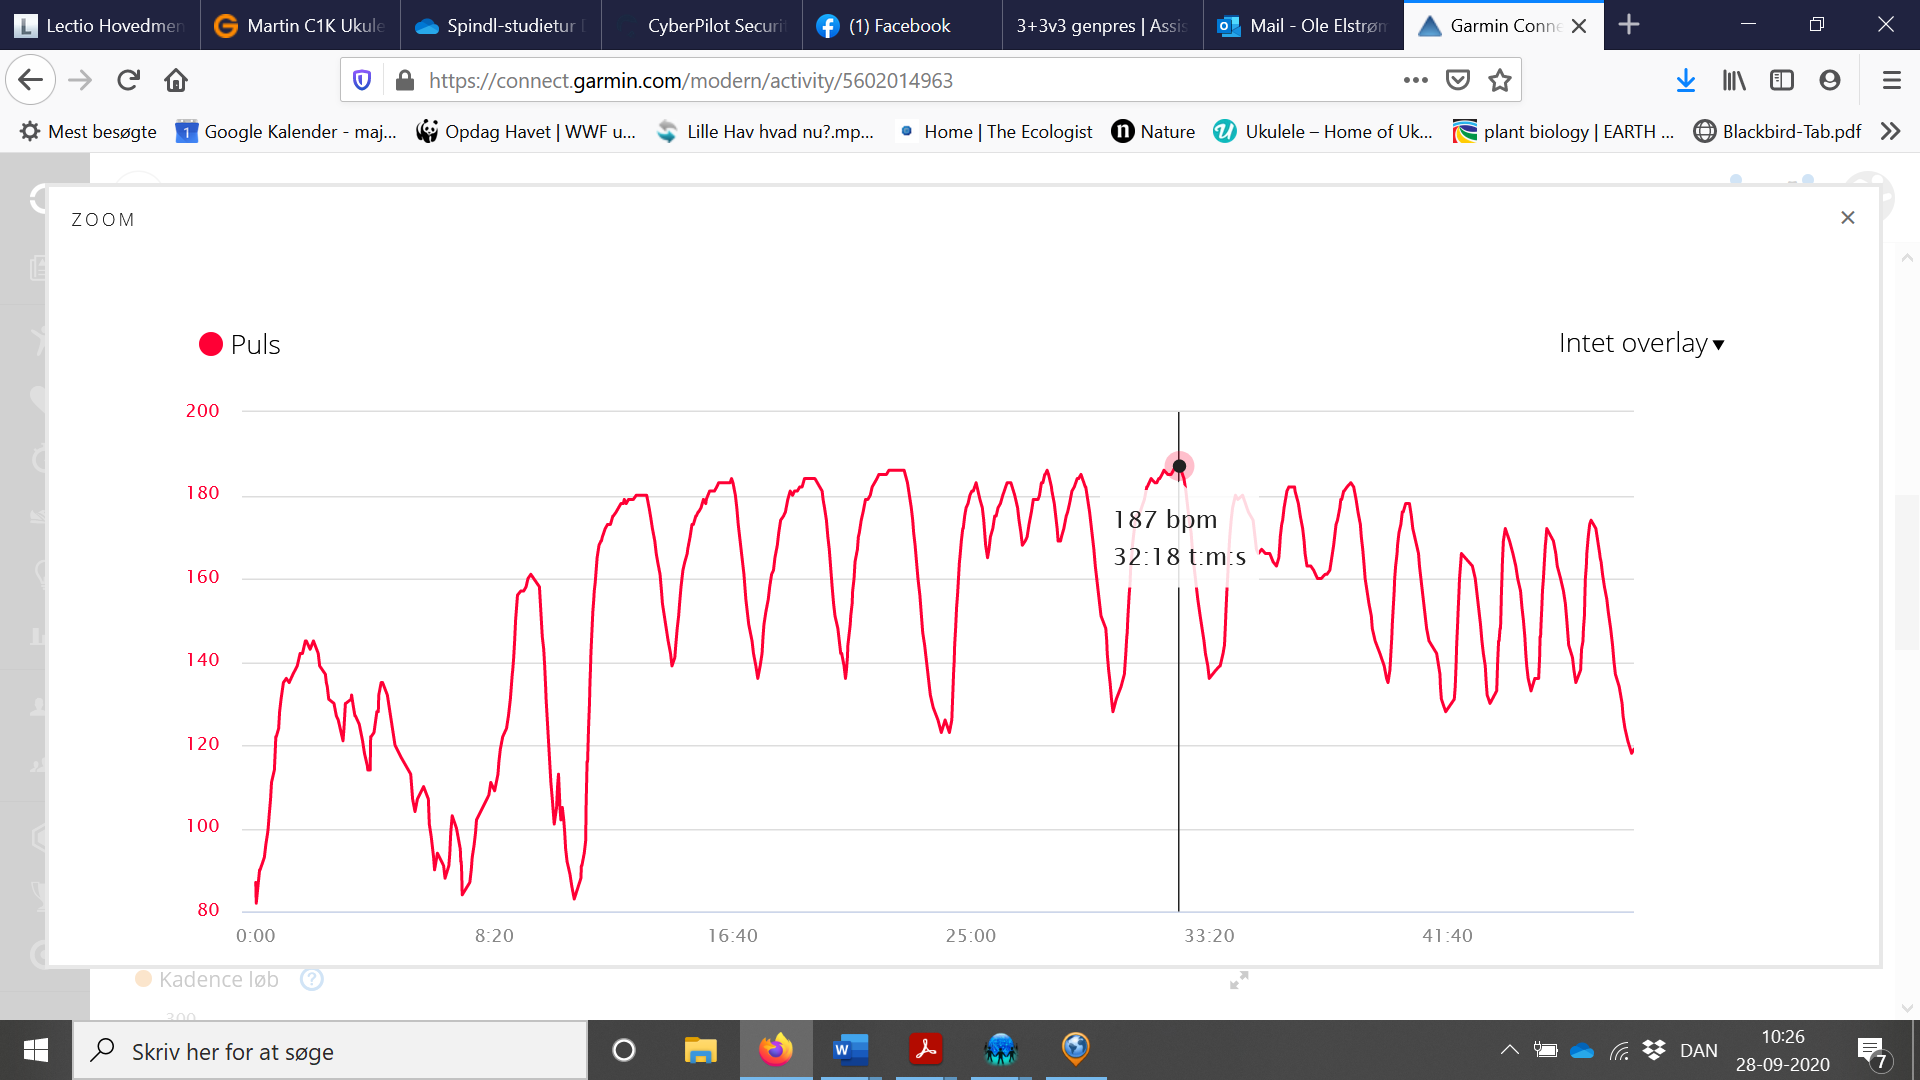 Lectio Hovedmen
Martin C1K Ukule
Spindl-studietur
CyberPilot Securit
(1) Facebook
3+3v3 genpres | Assis
Mail - Ole Elstrøm
Garmin Conne
https://connect.garmin.com/modern/activity/5602014963
Mest besøgte
Google Kalender - maj...
Opdag Havet | WWF u...
Lille Hav hvad nu?.mp...
Home | The Ecologist
Nature
Ukulele – Home of Uk...
plant biology | EARTH ...
Blackbird-Tab.pdf
ZOOM
Puls
Intet overlay
200
180
160
140
120
100
80
187 bpm
32:18 t:m:s
0:00
8:20
16:40
25:00
33:20
41:40
Kadence løb
300
Skriv her for at søge
DAN
10:26
28-09-2020
7